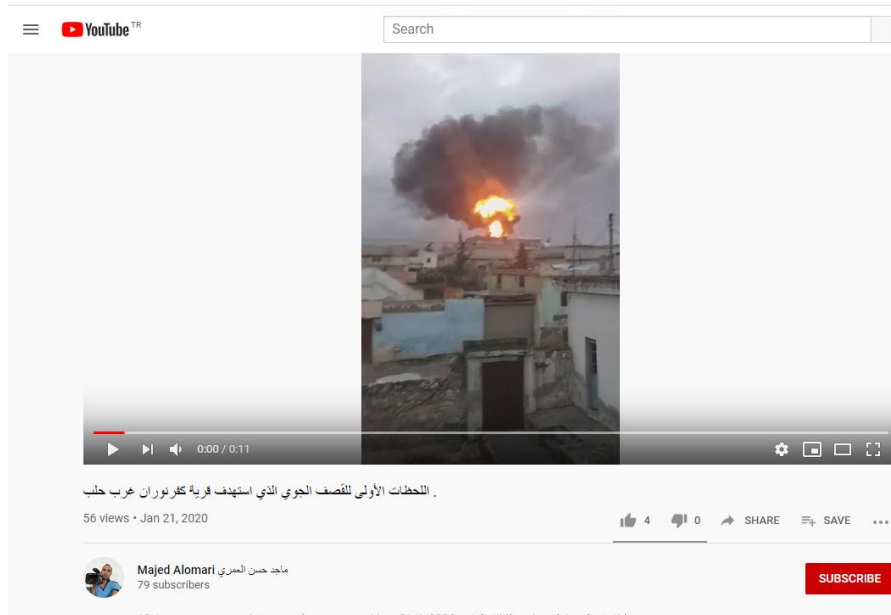 YouTube TR
Search
0:00 / 0:11
اللحظات الأولى للقصف الجوي الذي استهدف قرية كفرنوران غرب حلب .
56 views • Jan 21, 2020
4 0 SHARE SAVE
Majed Alomari ماجد حسن العمري
79 subscribers
SUBSCRIBE